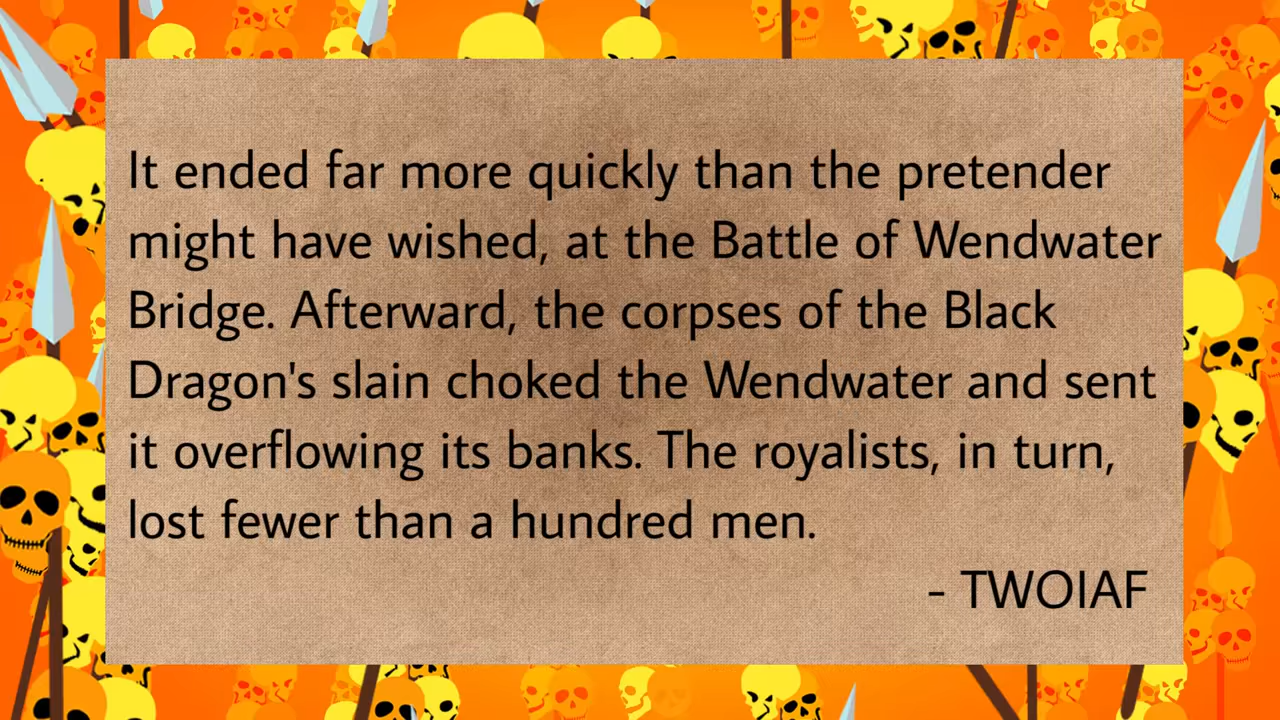 It ended far more quickly than the pretender
might have wished, at the Battle of Wendwater
Bridge. Afterward, the corpses of the Black
Dragon's slain choked the Wendwater and sent
it overflowing its banks. The royalists, in turn,
lost fewer than a hundred men.
- TWOIAF